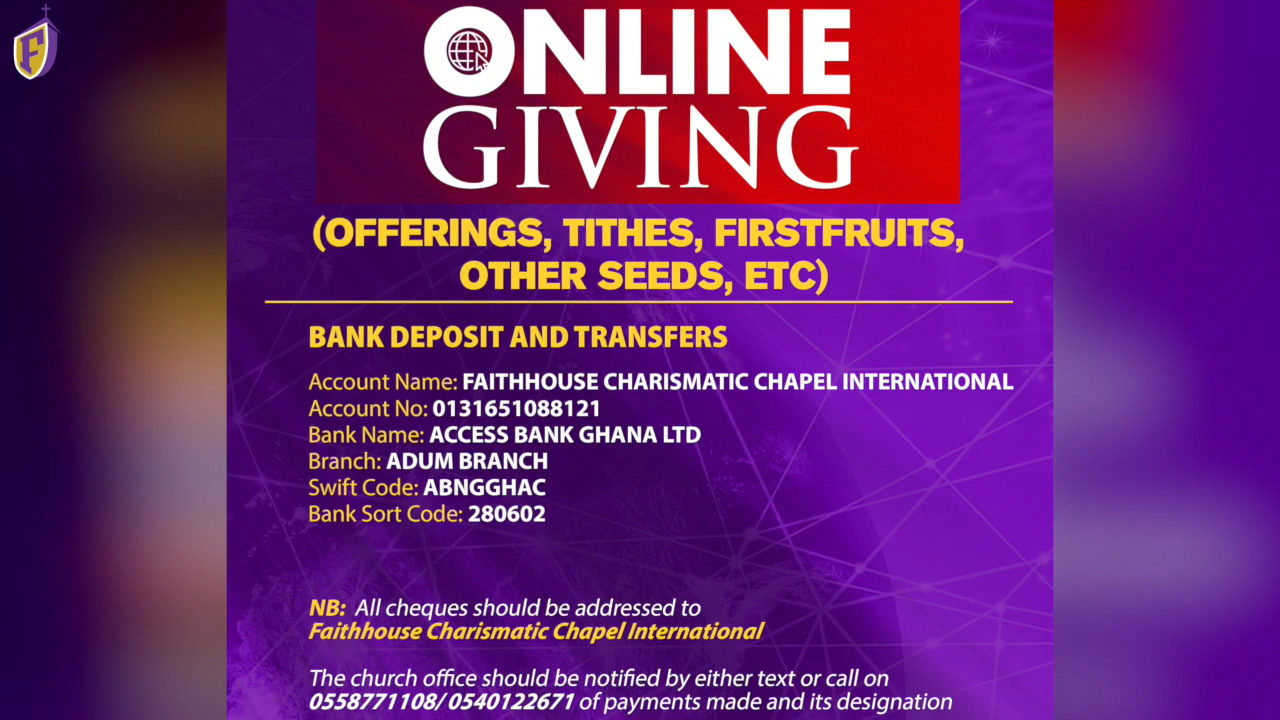 F
ONLINE
GIVING
(OFFERINGS, TITHES, FIRSTFRUITS,
OTHER SEEDS, ETC)
BANK DEPOSIT AND TRANSFERS
Account Name: FAITHHOUSE CHARISMATIC CHAPEL INTERNATIONAL
Account No: 0131651088121
Bank Name: ACCESS BANK GHANA LTD
Branch: ADUM BRANCH
Swift Code: ABNGGHAC
Bank Sort Code: 280602
NB: All cheques should be addressed to
Faithhouse Charismatic Chapel International
The church office should be notified by either text or call on
0558771108/ 0540122671 of payments made and its designation